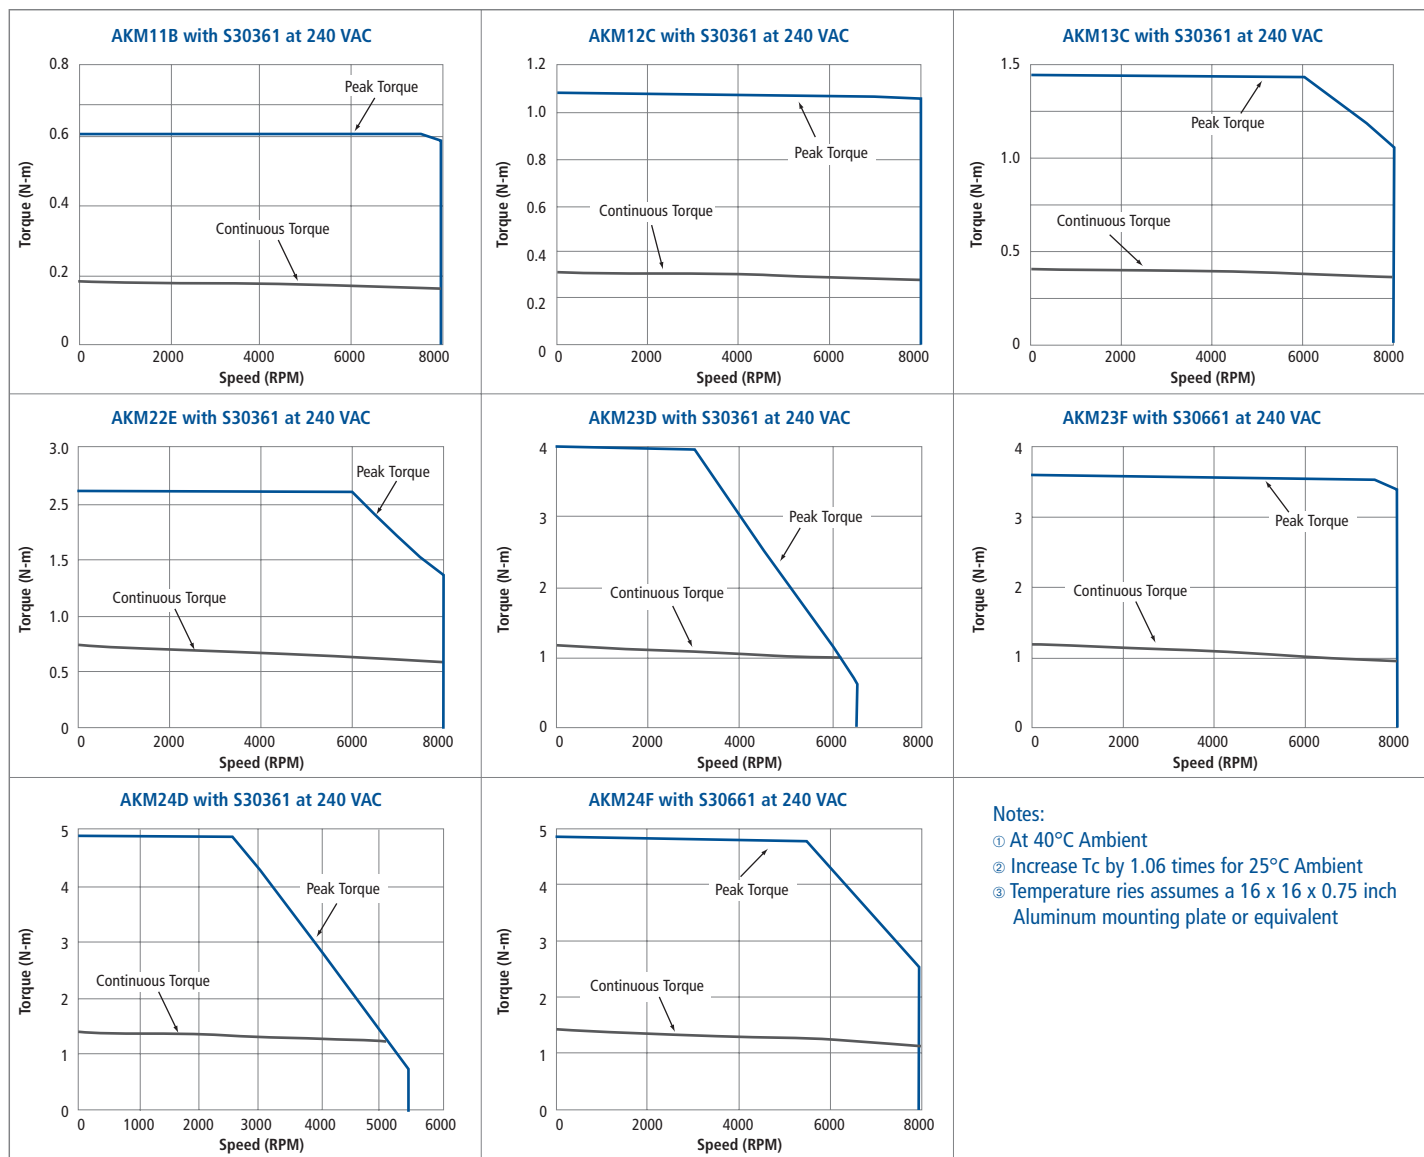 AKM11B with S30361 at 240 VAC
0.8
0.6
0.4
0.2
0
Torque (N-m)
Peak Torque
Continuous Torque
0 2000 4000 6000 8000
Speed (RPM)
AKM12C with S30361 at 240 VAC
1.2
1.0
0.8
0.6
0.4
0.2
0
Torque (N-m)
Peak Torque
Continuous Torque
0 2000 4000 6000 8000
Speed (RPM)
AKM13C with S30361 at 240 VAC
1.5
1.0
0.5
0
Torque (N-m)
Peak Torque
Continuous Torque
0 2000 4000 6000 8000
Speed (RPM)
AKM22E with S30361 at 240 VAC
3.0
2.5
1.5
1.0
0.5
0
Torque (N-m)
Peak Torque
Continuous Torque
0 2000 4000 6000 8000
Speed (RPM)
AKM23D with S30361 at 240 VAC
4
3
2
1
0
Torque (N-m)
Peak Torque
Continuous Torque
0 2000 4000 6000 8000
Speed (RPM)
AKM23F with S30661 at 240 VAC
4
3
2
1
0
Torque (N-m)
Peak Torque
Continuous Torque
0 2000 4000 6000 8000
Speed (RPM)
AKM24D with S30361 at 240 VAC
5
4
3
2
1
0
Torque (N-m)
Peak Torque
Continuous Torque
0 1000 2000 3000 4000 5000 6000
Speed (RPM)
AKM24F with S30661 at 240 VAC
5
4
3
2
1
0
Torque (N-m)
Peak Torque
Continuous Torque
0 2000 4000 6000 8000
Speed (RPM)
Notes:
① At 40°C Ambient
② Increase Tc by 1.06 times for 25°C Ambient
③ Temperature ries assumes a 16 x 16 x 0.75 inch
Aluminum mounting plate or equivalent